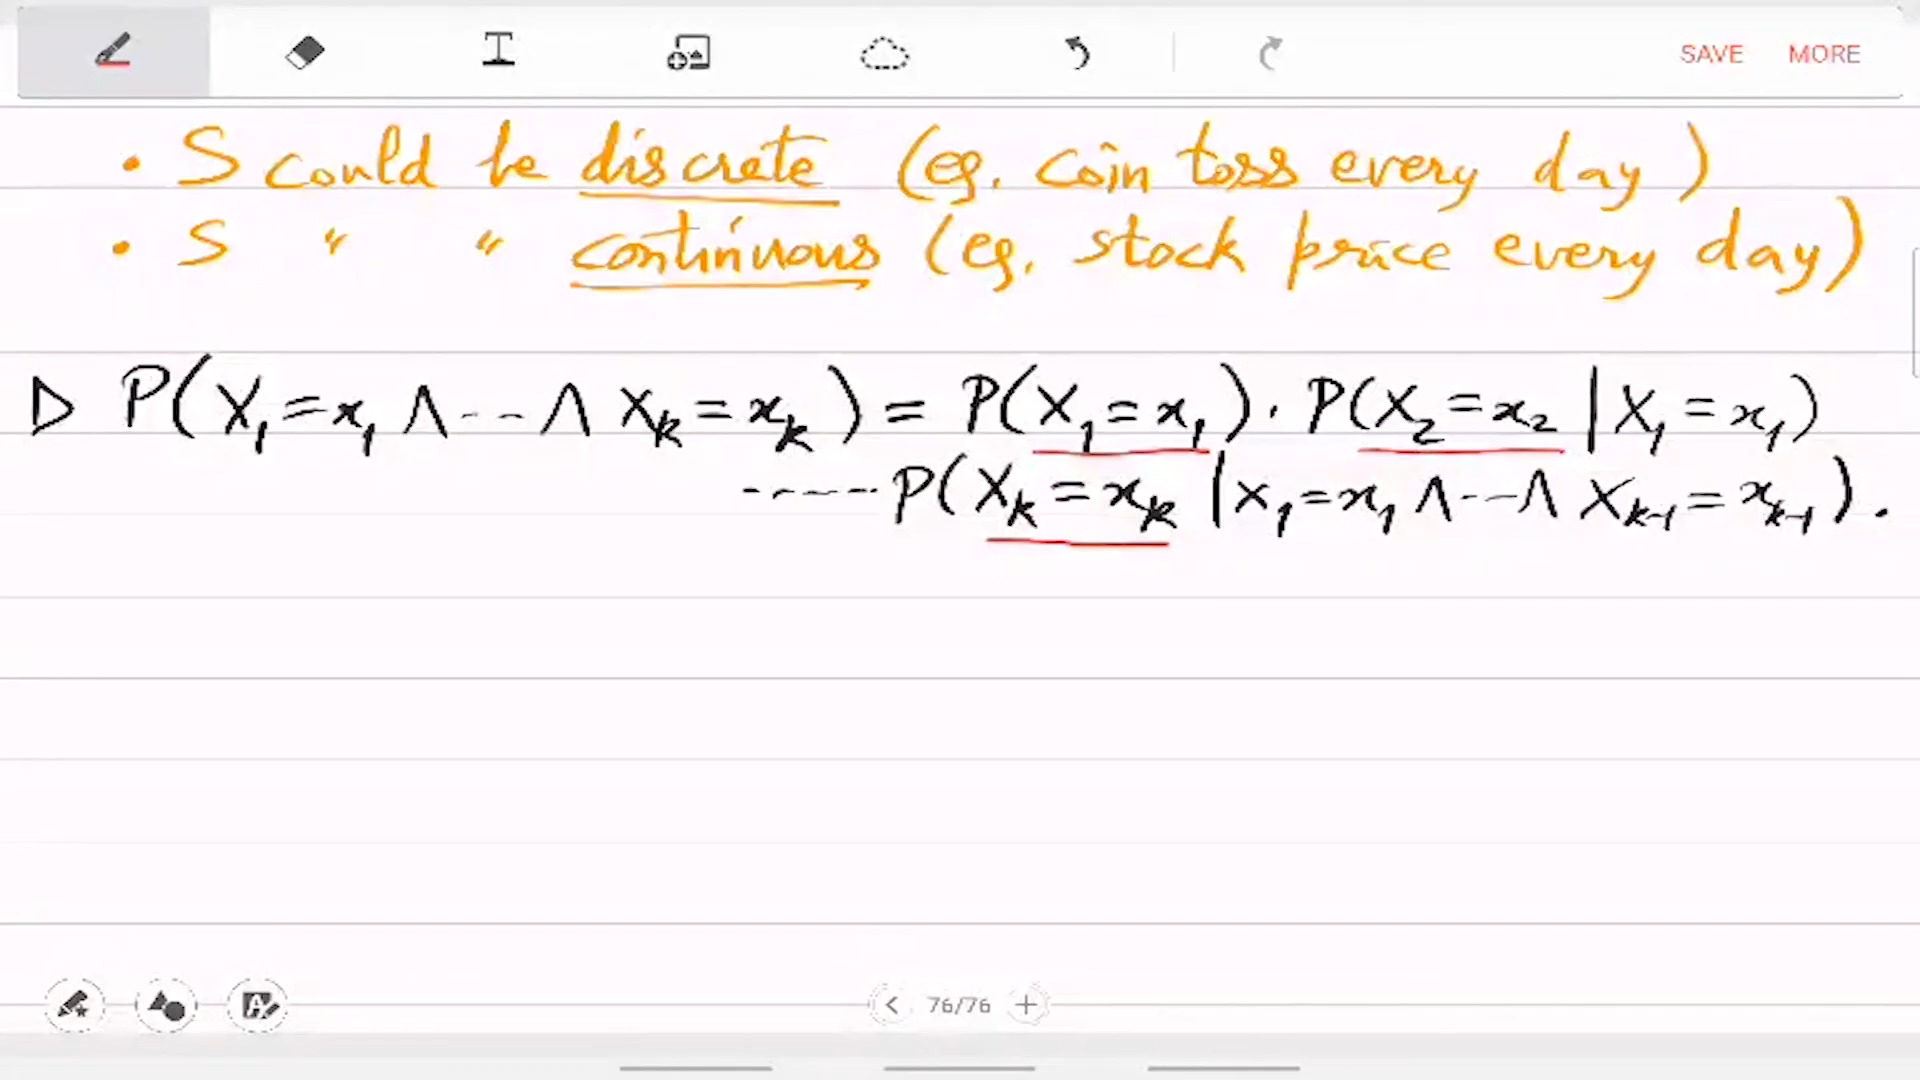 SAVE MORE
• S could be discrete (eg. coin toss every day)
• S " " continuous (eg. stock price every day)
▷ P(X₁=x₁ ∧ -- ∧ Xₖ=xₖ) = P(X₁=x₁). P(X₂=x₂ | X₁=x₁)
----- P(Xₖ=xₖ | X₁=x₁ ∧ -- ∧ Xₖ₋₁=xₖ₋₁).
76/76